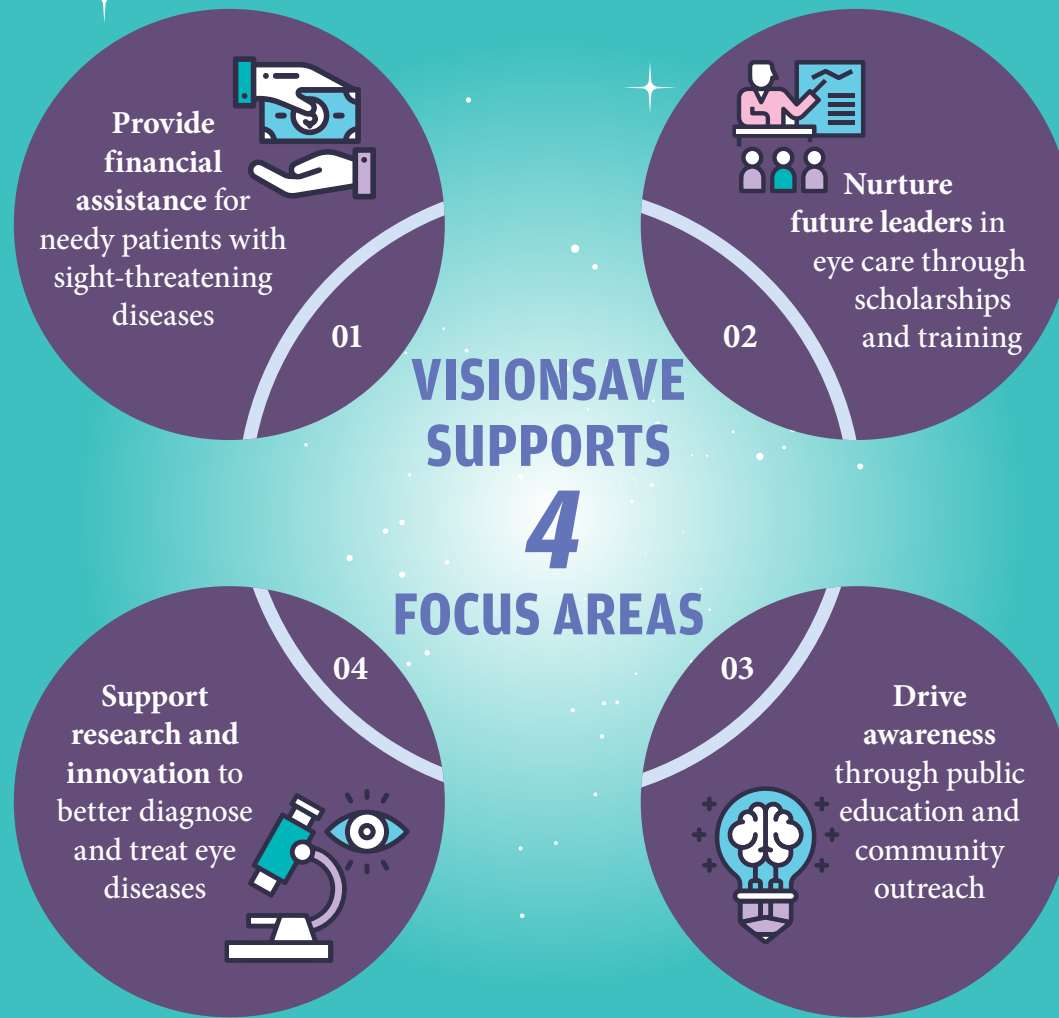 Provide
financial
assistance for
needy patients with
sight-threatening
diseases
01
Nurture
future leaders in
eye care through
scholarships
and training
02
VISIONSAVE
SUPPORTS
4
FOCUS AREAS
03
Drive
awareness
through public
education and
community
outreach
04
Support
research and
innovation to
better diagnose
and treat eye
diseases